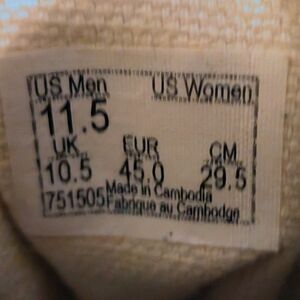 US Men US Women
11.5
UK EUR CM
10.5 45.0 29.5
751505 Made in Cambodia
Fabrique au Cambodge